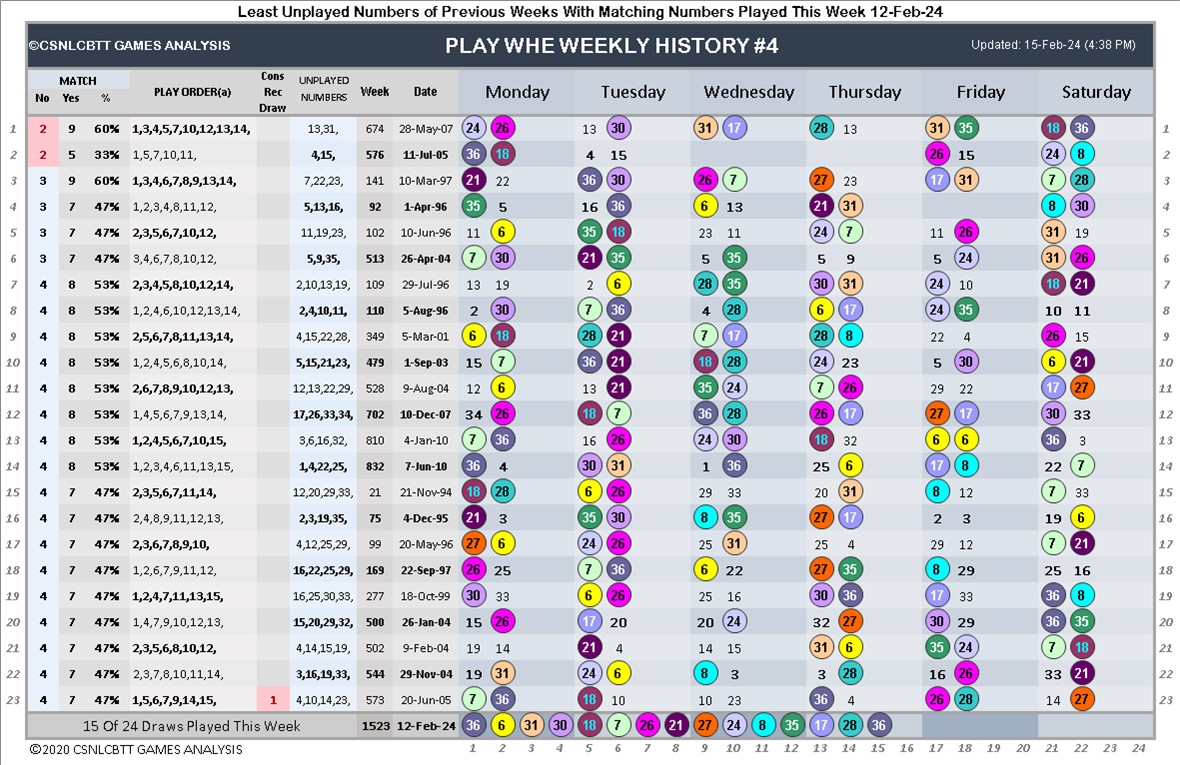 Least Unplayed Numbers of Previous Weeks With Matching Numbers Played This Week 12-Feb-24
©CSNLCBTT GAMES ANALYSIS PLAY WHE WEEKLY HISTORY #4 Updated: 15-Feb-24 (4:38 PM)
MATCH No Yes % PLAY ORDER(a) Cons Rec Draw UNPLAYED NUMBERS Week Date Monday Tuesday Wednesday Thursday Friday Saturday
1 2 9 60% 1,3,4,5,7,10,12,13,14, 13,31, 674 28-May-07 24 26 13 30 31 17 28 13 31 35 18 36 1
2 2 5 33% 1,5,7,10,11, 4,15, 576 11-Jul-05 36 18 4 15 26 15 24 8 2
3 3 9 60% 1,3,4,6,7,8,9,13,14, 7,22,23, 141 10-Mar-97 21 22 36 30 26 7 27 23 17 31 7 28 3
4 3 7 47% 1,2,3,4,8,11,12, 5,13,16, 92 1-Apr-96 35 5 16 36 6 13 21 31 8 30 4
5 3 7 47% 2,3,5,6,7,10,12, 11,19,23, 102 10-Jun-96 11 6 35 18 23 11 24 7 11 26 31 19 5
6 3 7 47% 3,4,6,7,8,10,12, 5,9,35, 513 26-Apr-04 7 30 21 35 5 35 5 9 5 24 31 26 6
7 4 8 53% 2,3,4,5,8,10,12,14, 2,10,13,19, 109 29-Jul-96 13 19 2 6 28 35 30 31 24 10 18 21 7
8 4 8 53% 1,2,4,6,10,12,13,14, 2,4,10,11, 110 5-Aug-96 2 30 7 36 4 28 6 17 24 35 10 11 8
9 4 8 53% 2,5,6,7,8,11,13,14, 4,15,22,28, 349 5-Mar-01 6 18 28 21 7 17 28 8 22 4 26 15 9
10 4 8 53% 1,2,4,5,6,8,10,14, 5,15,21,23, 479 1-Sep-03 15 7 36 21 18 28 24 23 5 30 6 21 10
11 4 8 53% 2,6,7,8,9,10,12,13, 12,13,22,29, 528 9-Aug-04 12 6 13 21 35 24 7 26 29 22 17 27 11
12 4 8 53% 1,4,5,6,7,9,13,14, 17,26,33,34, 702 10-Dec-07 34 26 18 7 36 28 26 17 27 17 30 33 12
13 4 8 53% 1,2,4,5,6,7,10,15, 3,6,16,32, 810 4-Jan-10 7 36 16 26 24 30 18 32 6 6 36 3 13
14 4 8 53% 1,2,3,4,6,11,13,15, 1,4,22,25, 832 7-Jun-10 36 4 30 31 1 36 25 6 17 8 22 7 14
15 4 7 47% 2,3,5,6,7,11,14, 12,20,29,33, 21 21-Nov-94 18 28 6 26 29 33 20 31 8 12 7 33 15
16 4 7 47% 2,4,8,9,11,12,13, 2,3,19,35, 75 4-Dec-95 21 3 35 30 8 35 27 17 2 3 19 6 16
17 4 7 47% 2,3,6,7,8,9,10, 4,12,25,29, 99 20-May-96 27 6 24 26 25 31 25 4 29 12 7 21 17
18 4 7 47% 1,2,6,7,9,11,12, 16,22,25,29, 169 22-Sep-97 26 25 7 36 6 22 27 35 8 29 25 16 18
19 4 7 47% 1,2,4,7,11,13,15, 16,25,30,33, 277 18-Oct-99 30 33 6 26 25 16 30 36 17 33 36 8 19
20 4 7 47% 1,4,7,9,10,12,13, 15,20,29,32, 500 26-Jan-04 15 26 17 20 20 24 32 27 30 29 36 35 20
21 4 7 47% 2,3,5,6,8,10,12, 4,14,15,19, 502 9-Feb-04 19 14 21 4 14 15 31 6 35 24 7 18 21
22 4 7 47% 2,3,7,8,10,11,14, 3,16,19,33, 544 29-Nov-04 19 31 24 6 8 3 3 28 16 26 33 21 22
23 4 7 47% 1,5,6,7,9,14,15, 1 4,10,14,23, 573 20-Jun-05 7 36 18 10 10 23 36 4 26 28 14 27 23
15 Of 24 Draws Played This Week 1523 12-Feb-24 36 6 31 30 18 7 26 21 27 24 8 35 17 28 36
©2020 CSNLCBTT GAMES ANALYSIS 1 2 3 4 5 6 7 8 9 10 11 12 13 14 15 16 17 18 19 20 21 22 23 24